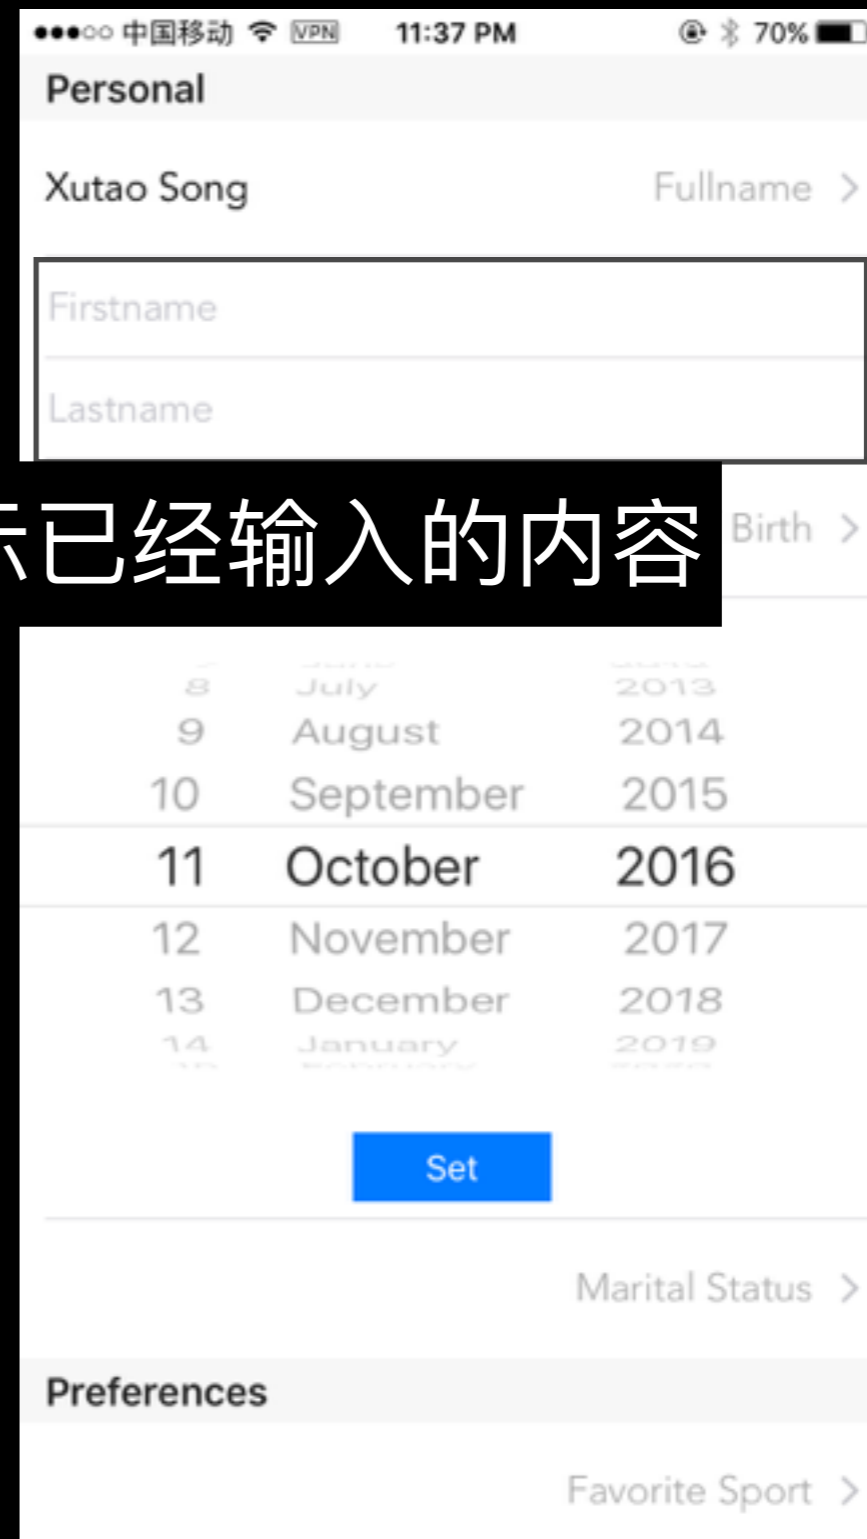 中国移动 VPN 11:37 PM 70%
Personal
Xutao Song Fullname
Firstname
Lastname
已经输入的内容
Birth
8 July 2013
9 August 2014
10 September 2015
11 October 2016
12 November 2017
13 December 2018
14 January 2019
Set
Marital Status
Preferences
Favorite Sport